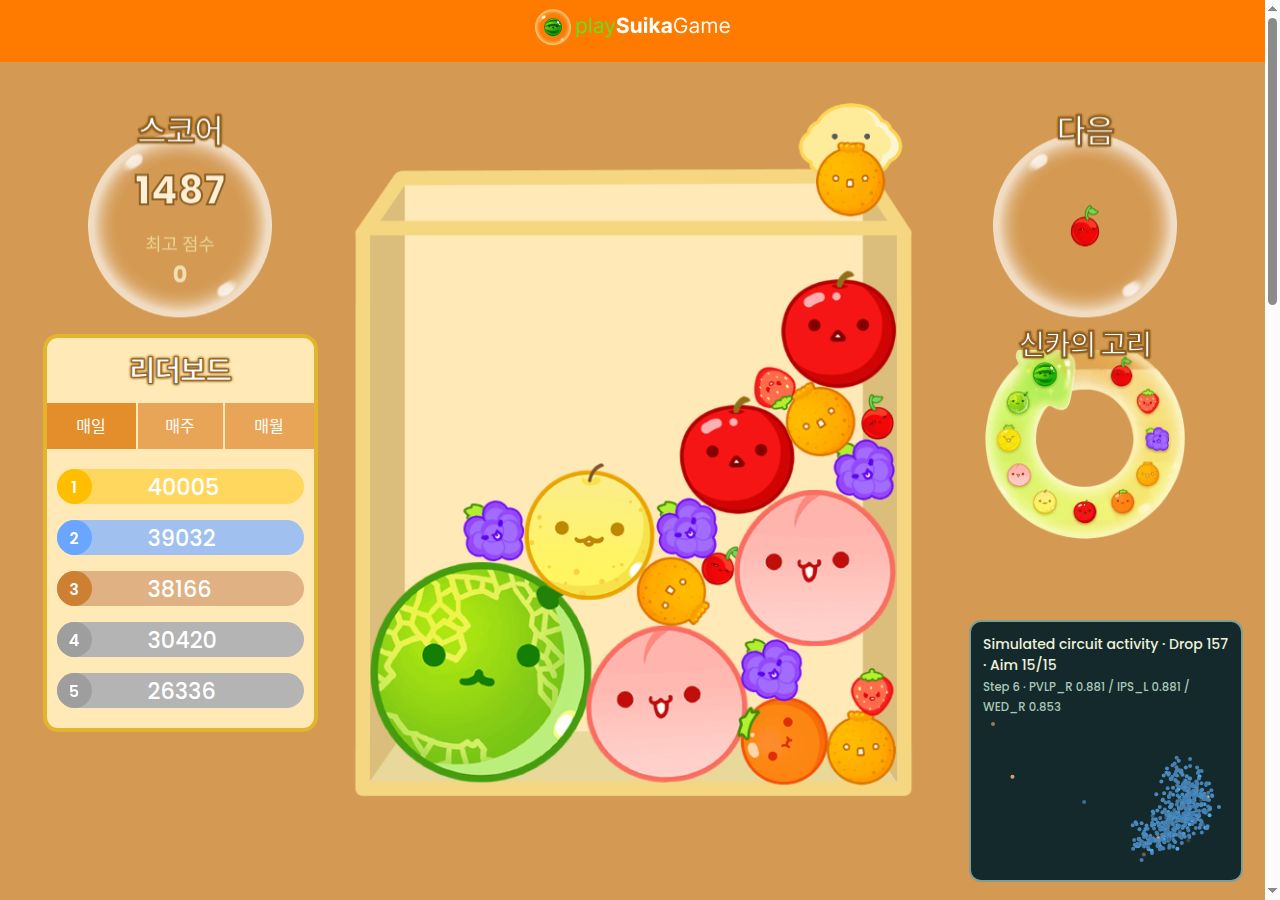 playSuikaGame
스코어
1487
최고 점수
0
다음
리더보드
매일 매주 매월
1 40005
2 39032
3 38166
4 30420
5 26336
신카의 고리
Simulated circuit activity · Drop 157
· Aim 15/15
Step 6 · PVLP_R 0.881 / IPS_L 0.881 /
WED_R 0.853